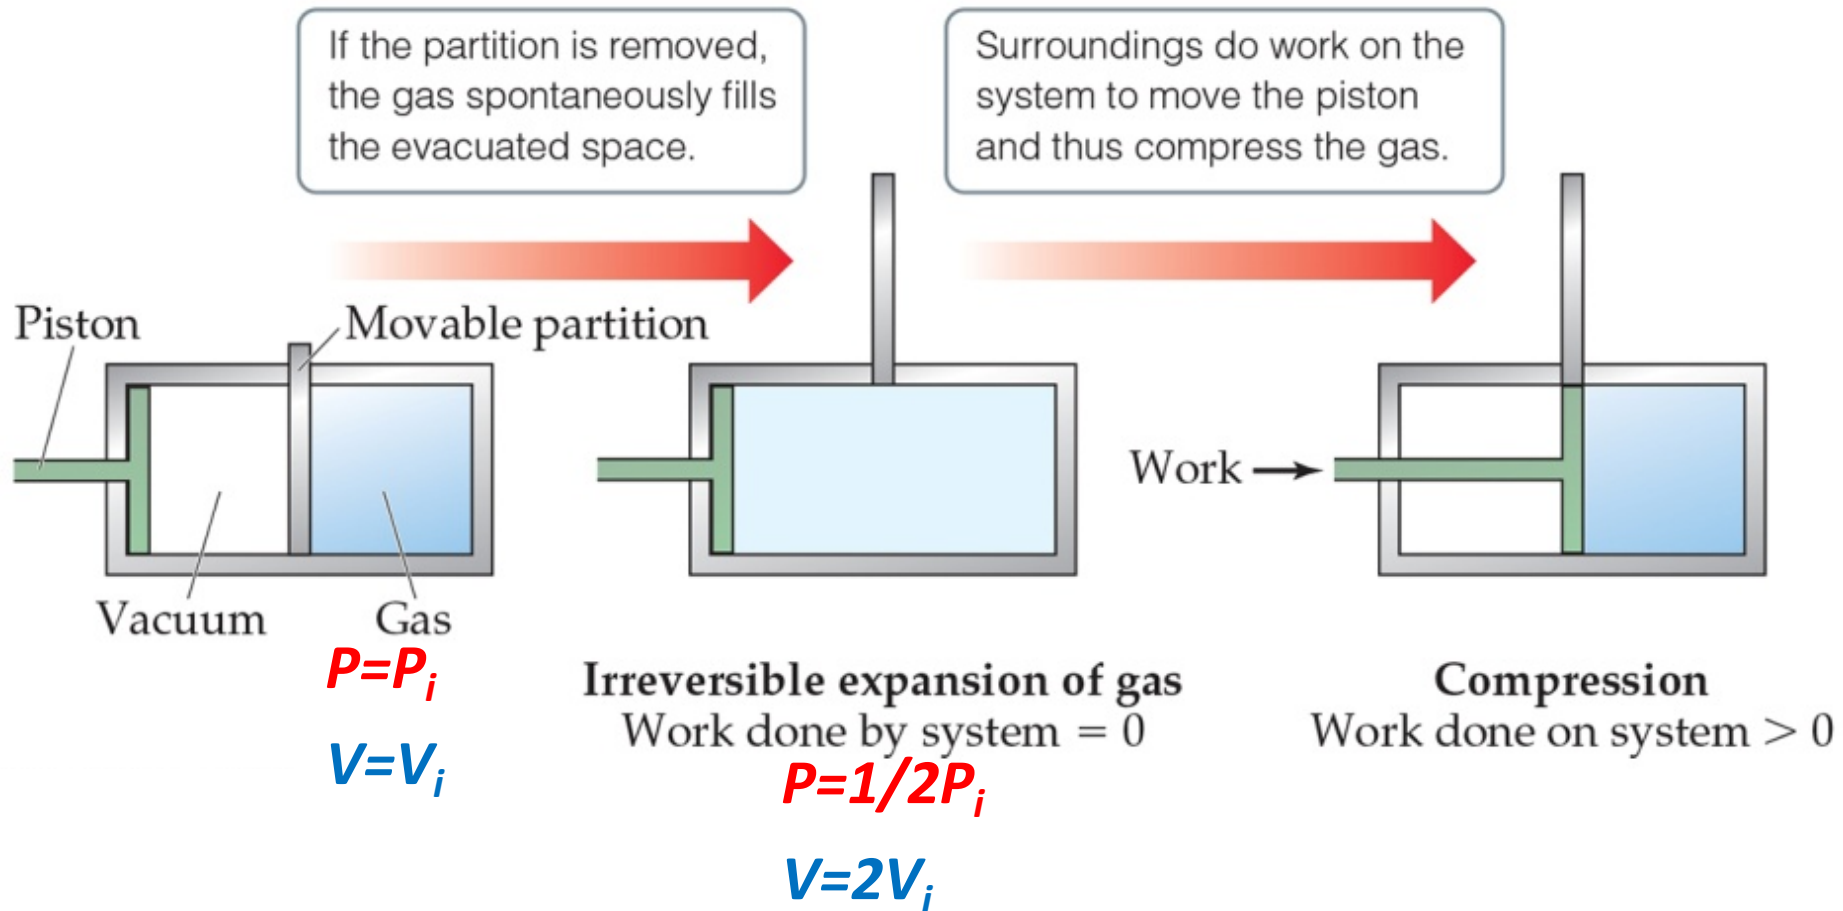 If the partition is removed,
the gas spontaneously fills
the evacuated space.
Surroundings do work on the
system to move the piston
and thus compress the gas.
Piston
Movable partition
Work
Vacuum
Gas
P=Pi
V=Vi
Irreversible expansion of gas
Work done by system = 0
P=1/2Pi
V=2Vi
Compression
Work done on system > 0